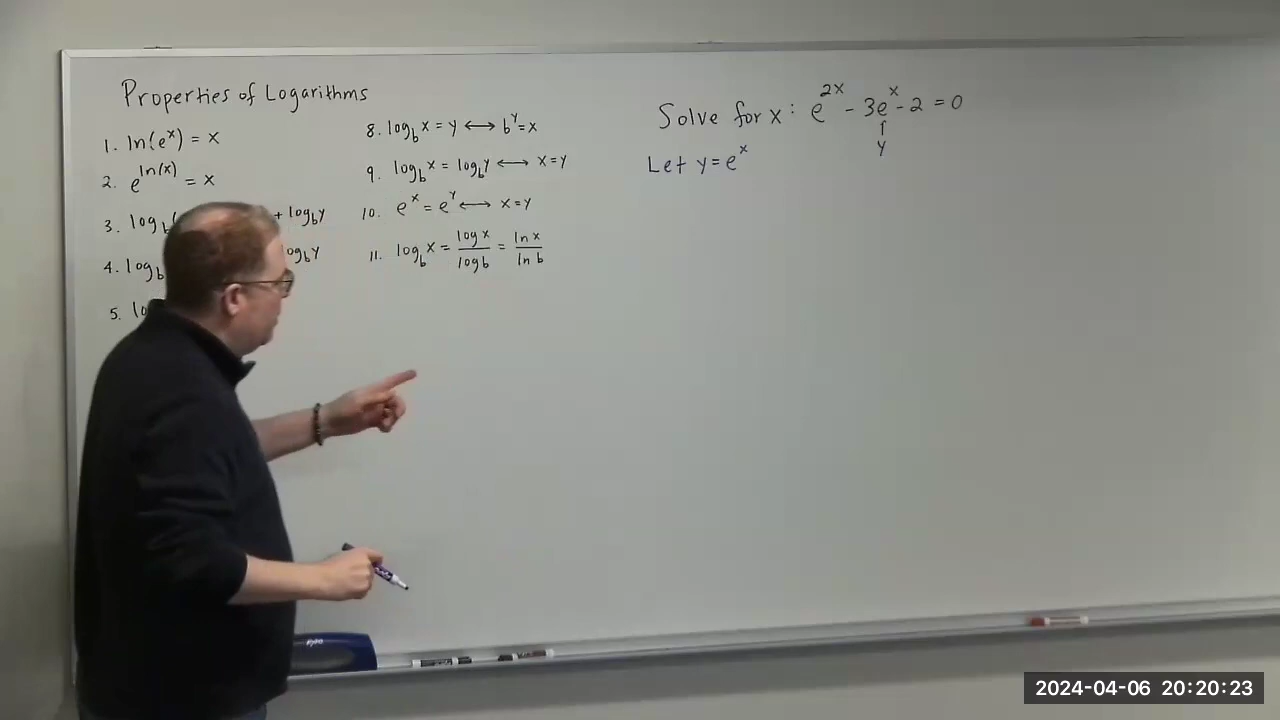 Properties of Logarithms
1. ln(e^x) = x
2. e^ln(x) = x
3. log_b( + log_b y
4. log_b log_b y
5.
8. log_b x = y ⟷ b^y = x
9. log_b x = log_b y ⟷ x = y
10. e^x = e^y ⟷ x = y
11. log_b x = log x / log b = ln x / ln b
Solve for x: e^2x - 3e^x - 2 = 0
↑
y
Let y = e^x
EXPO
2024-04-06 20:20:23